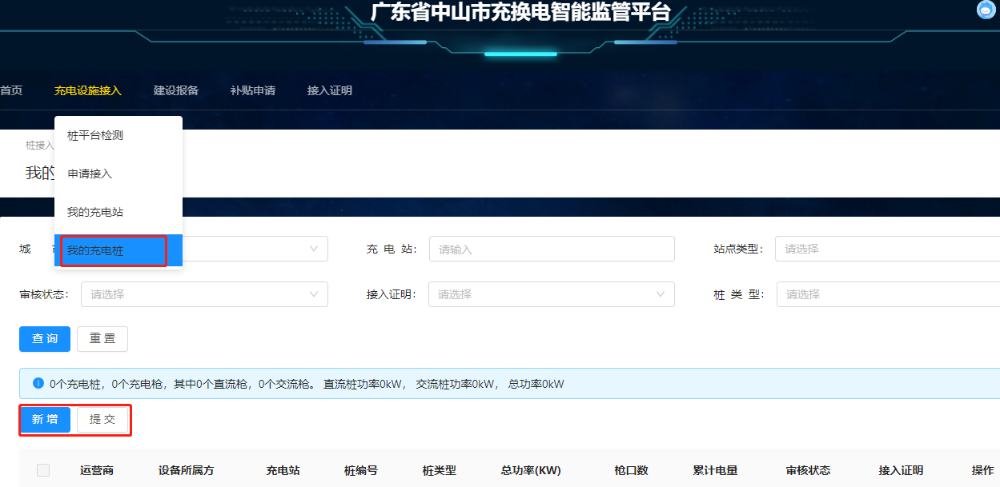 广东省中山市充换电智能监管平台
首页 充电设施接入 建设报备 补贴申请 接入证明
桩平台检测
桩接入
我的
申请接入
我的充电站
我的充电桩
城 充 电 站: 请输入 站点类型: 请选择
审核状态: 请选择 接入证明: 请选择 桩 类 型: 请选择
查 询 重 置
0个充电桩，0个充电枪，其中0个直流枪，0个交流枪。 直流桩功率0kW， 交流桩功率0kW， 总功率0kW
新 增 提 交
运营商 设备所属方 充电站 桩编号 桩类型 总功率(KW) 枪口数 累计电量 审核状态 接入证明 操作